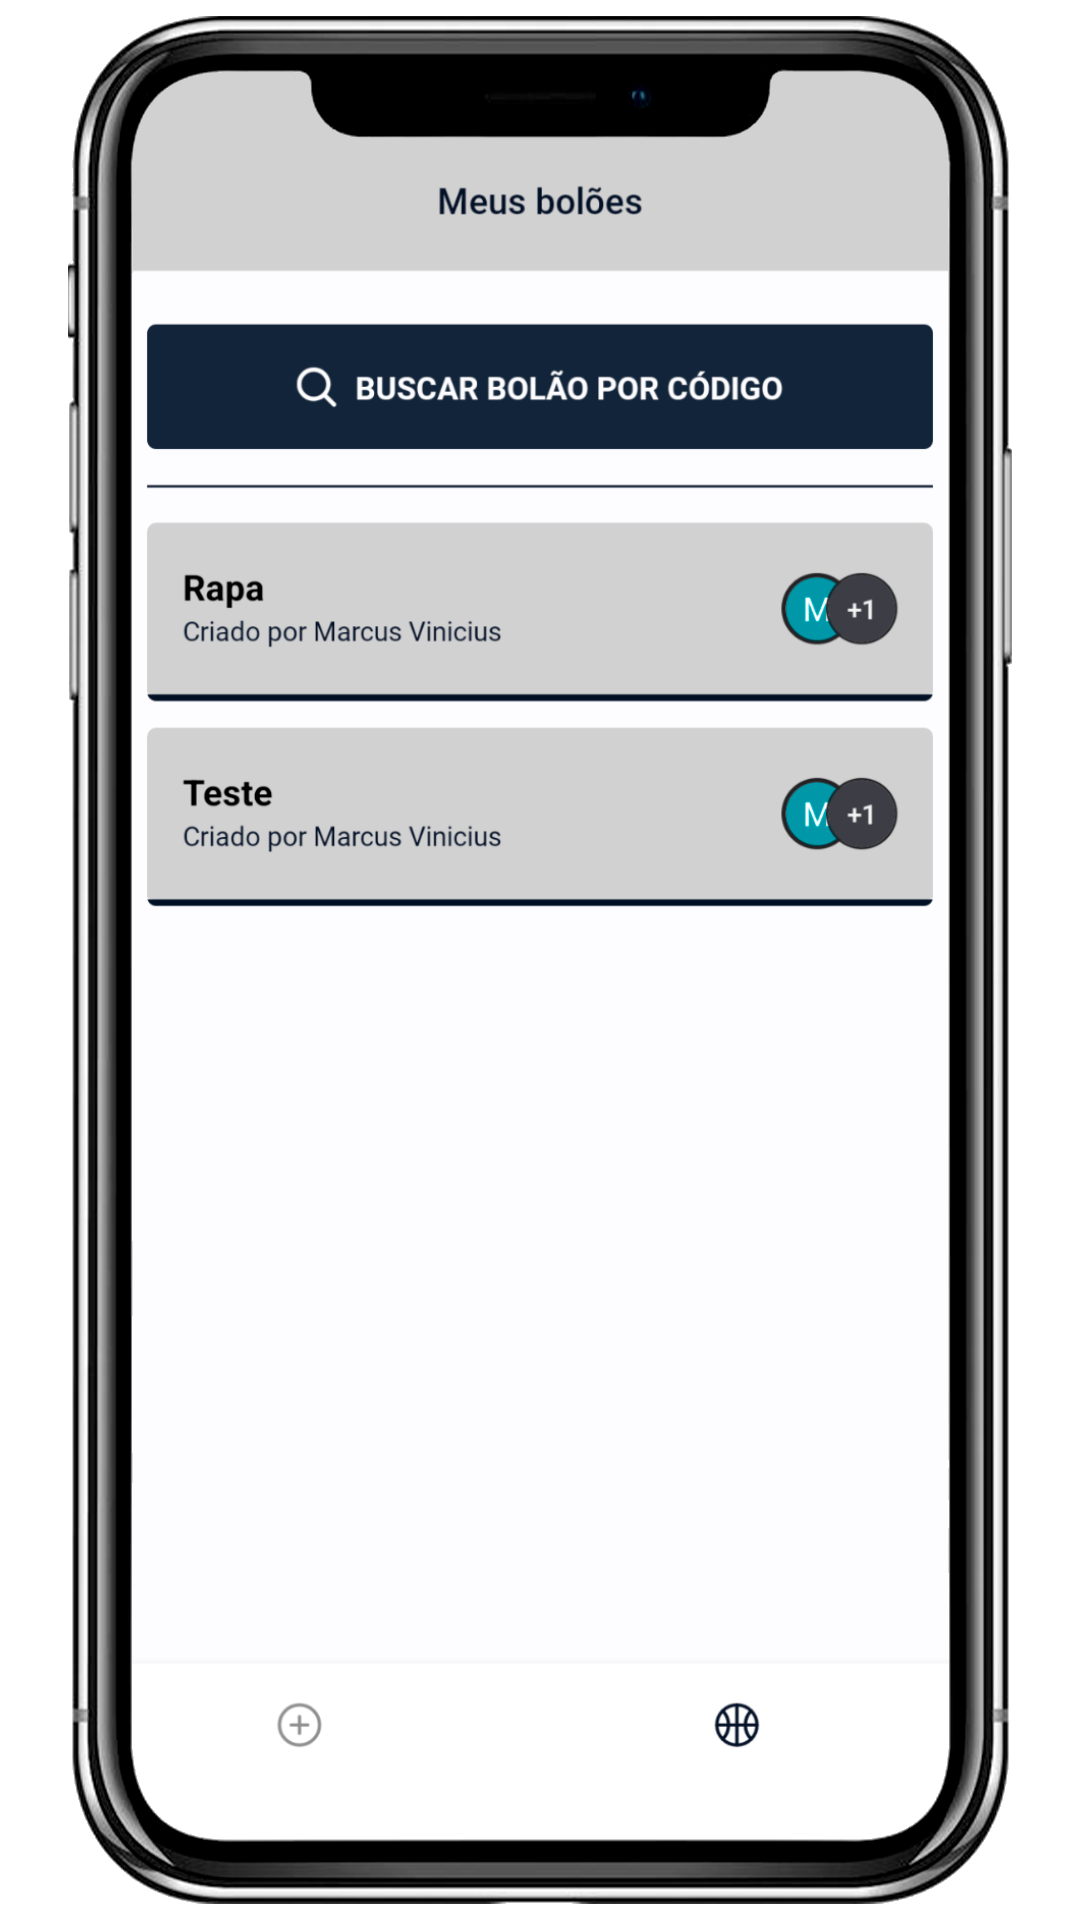 Meus bolões
BUSCAR BOLÃO POR CÓDIGO
Rapa
Criado por Marcus Vinicius
M +1
Teste
Criado por Marcus Vinicius
M +1